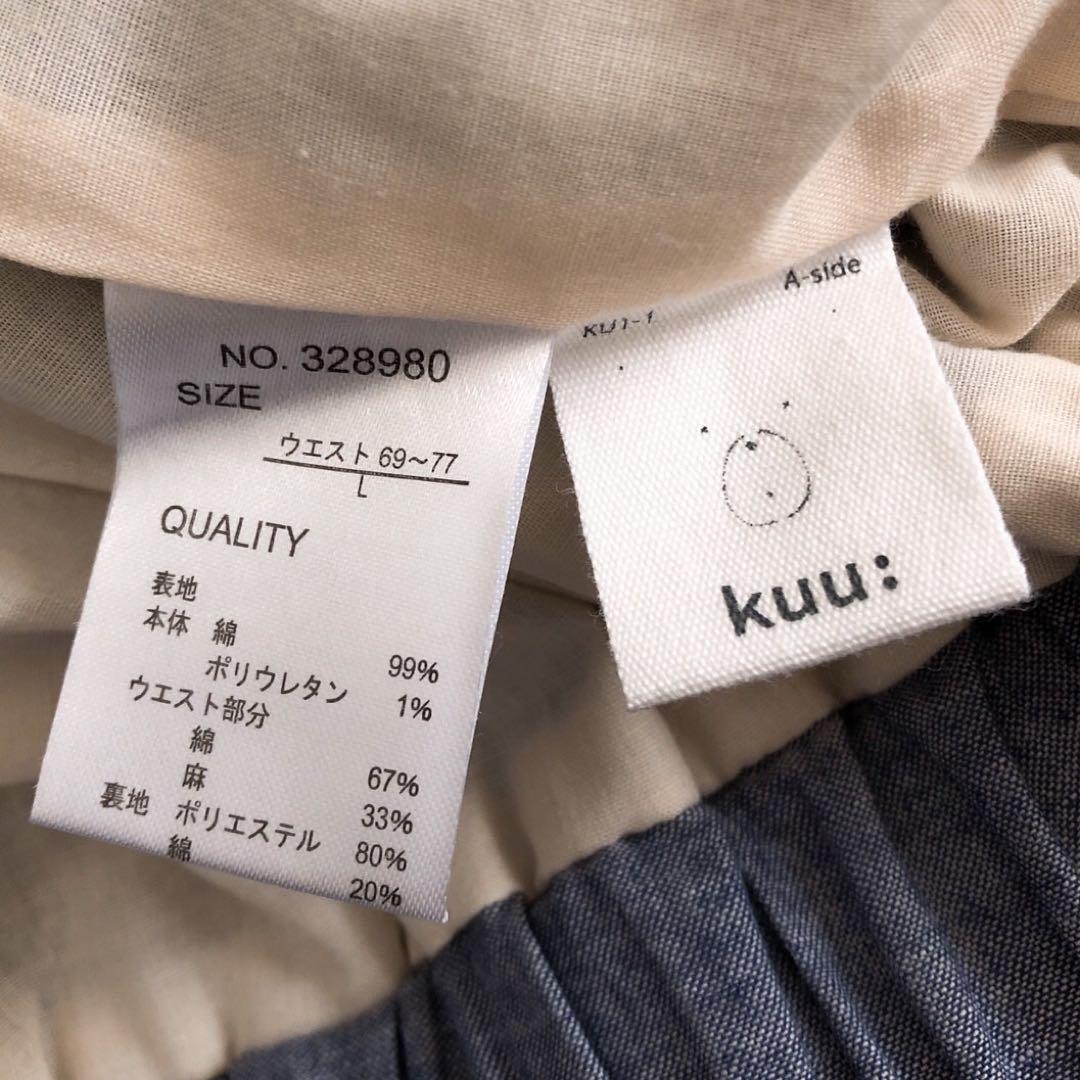 NO. 328980
SIZE
ウエスト 69〜77
L
QUALITY
表地
本体 綿 99%
ポリウレタン 1%
ウエスト部分
綿 67%
麻 33%
裏地 ポリエステル 80%
綿 20%
A-side
KU1-1
kuu: